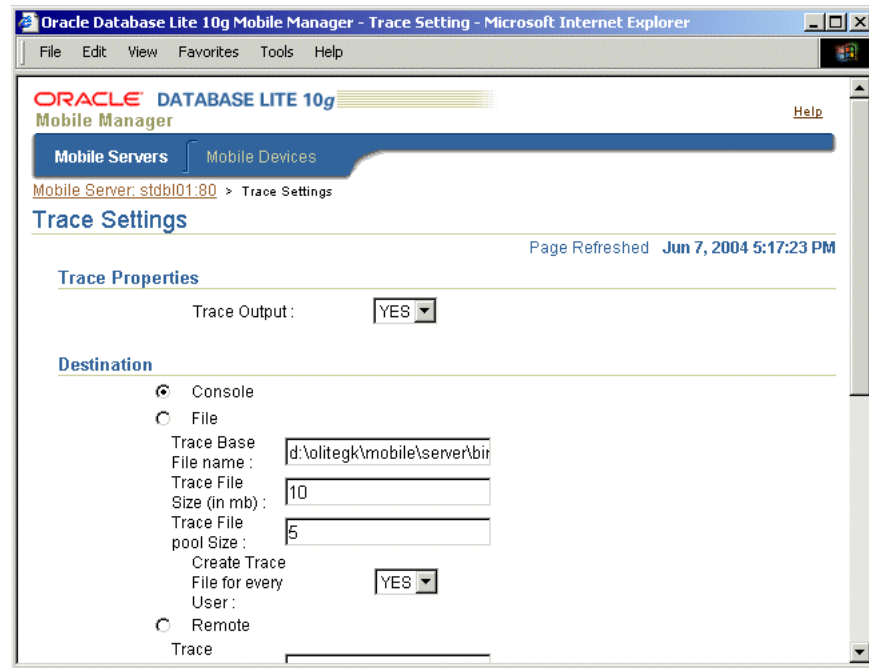 Oracle Database Lite 10g Mobile Manager - Trace Setting - Microsoft Internet Explorer
File Edit View Favorites Tools Help
ORACLE DATABASE LITE 10g
Mobile Manager
Help
Mobile Servers Mobile Devices
Mobile Server: stdbl01:80 > Trace Settings
Trace Settings
Page Refreshed Jun 7, 2004 5:17:23 PM
Trace Properties
Trace Output : YES
Destination
Console
File
Trace Base
File name : d:\olitegk\mobile\server\bin
Trace File
Size (in mb) : 10
Trace File
pool Size : 5
Create Trace
File for every YES
User :
Remote
Trace